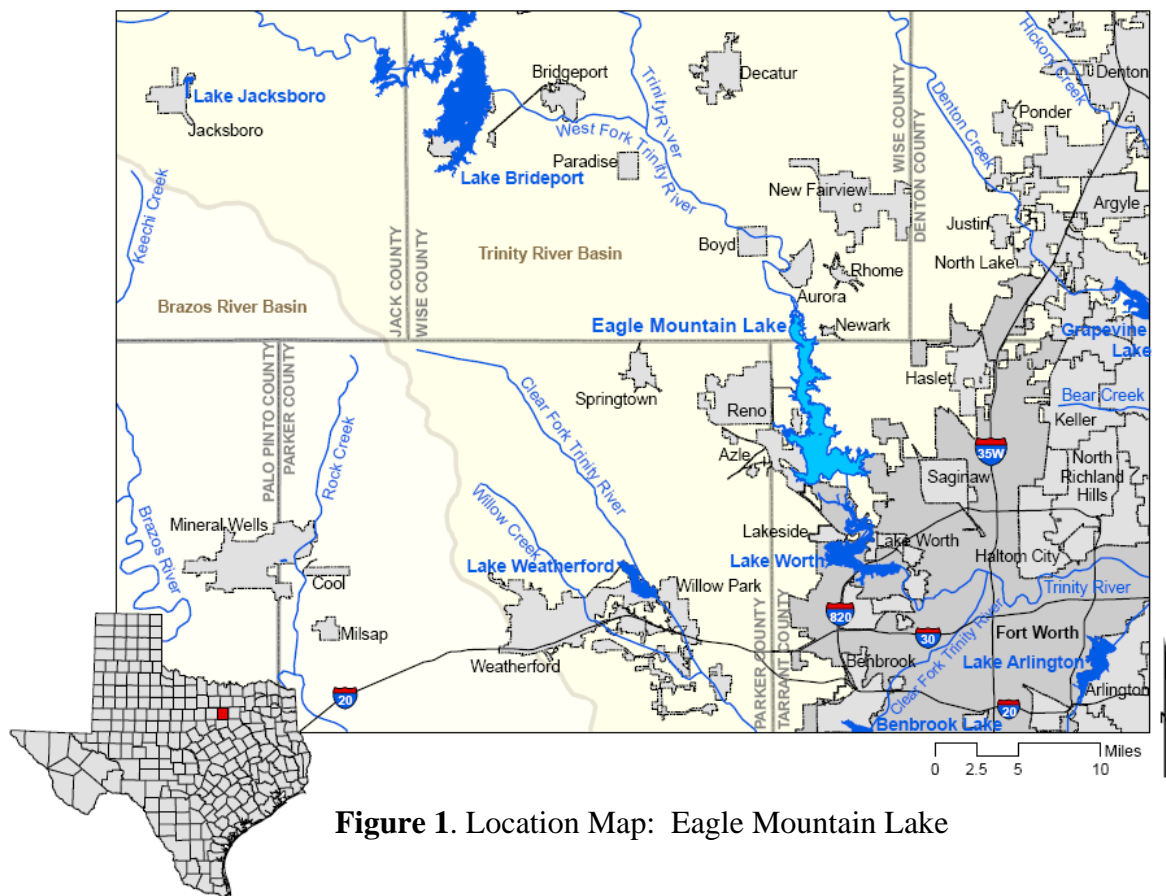 Hickory Creek
Denton
Bridgeport
Decatur
Lake Jacksboro
Jacksboro
Trinity River
Denton Creek
WISE COUNTY
DENTON COUNTY
Ponder
West Fork Trinity River
Paradise
Lake Brideport
Keechi Creek
New Fairview
Argyle
Justin
JACK COUNTY
WISE COUNTY
Trinity River Basin
Boyd
Rhome
North Lake
Brazos River Basin
Aurora
Eagle Mountain Lake
Newark
Grapevine
Lake
Clear Fork Trinity River
Springtown
Haslet
Reno
Bear Creek
Keller
PALO PINTO COUNTY
PARKER COUNTY
Rock Creek
Azle
35W
North
Richland
Hills
Saginaw
Brazos River
Mineral Wells
Willow Creek
Lakeside
Lake Worth
Lake Worth
Haltom City
Lake Weatherford
Willow Park
Trinity River
Cool
820
30
Fort Worth
Milsap
PARKER COUNTY
TARRANT COUNTY
Weatherford
Benbrook
Clear Fork Trinity River
Lake Arlington
Arlington
20
20
Benbrook Lake
N
Miles
0 2.5 5 10
Figure 1. Location Map: Eagle Mountain Lake